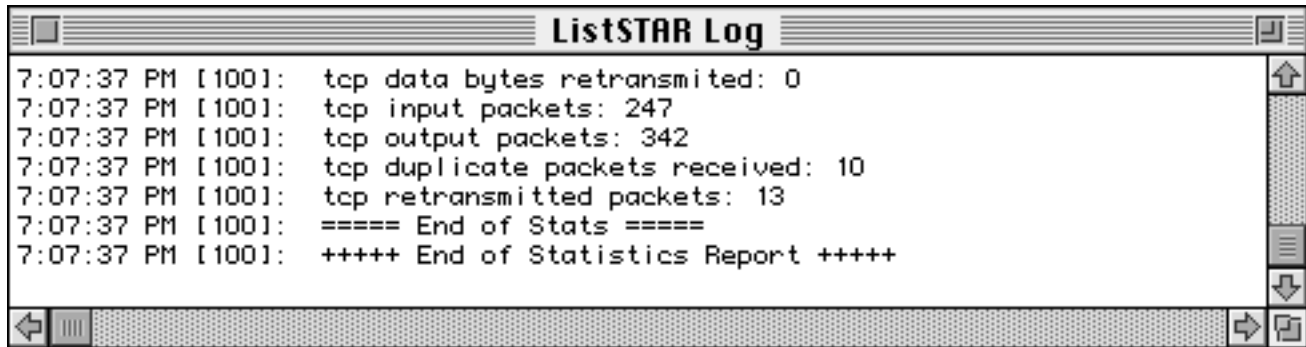 ListSTAR Log
7:07:37 PM [100]: tcp data bytes retransmited: 0
7:07:37 PM [100]: tcp input packets: 247
7:07:37 PM [100]: tcp output packets: 342
7:07:37 PM [100]: tcp duplicate packets received: 10
7:07:37 PM [100]: tcp retransmitted packets: 13
7:07:37 PM [100]: ===== End of Stats =====
7:07:37 PM [100]: +++++ End of Statistics Report +++++